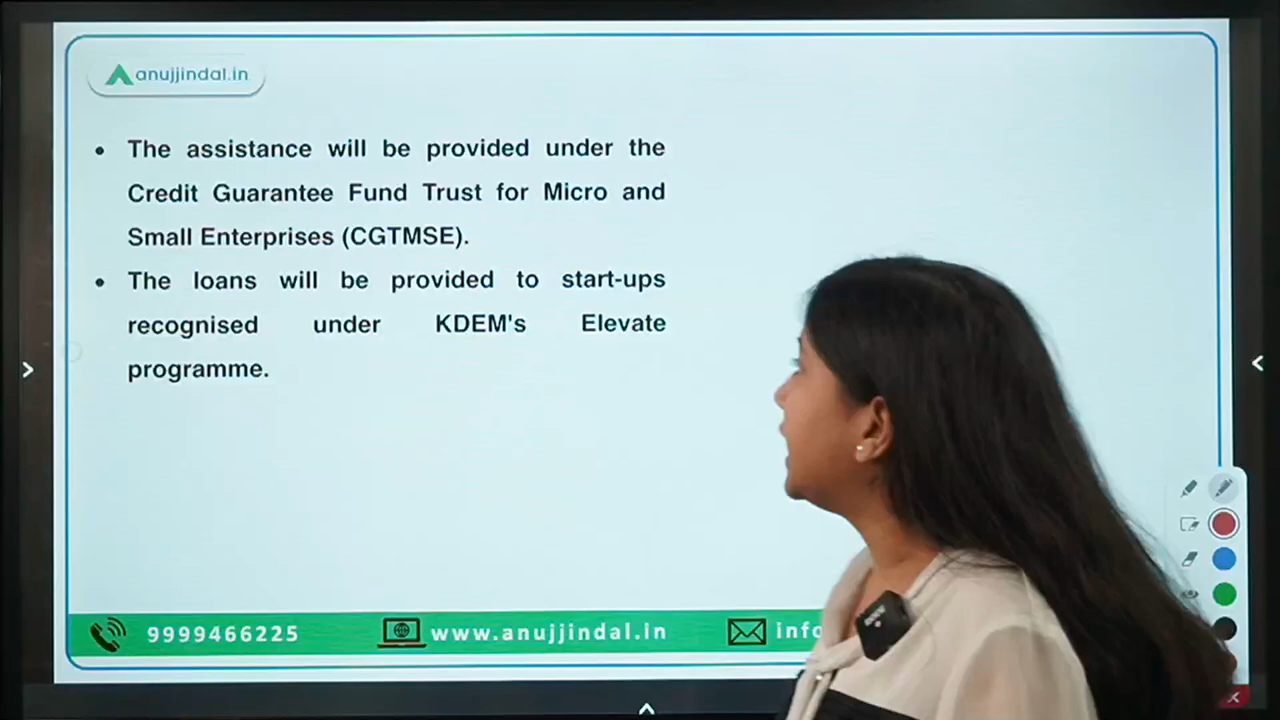 anujjindal.in
• The assistance will be provided under the
Credit Guarantee Fund Trust for Micro and
Small Enterprises (CGTMSE).
• The loans will be provided to start-ups
recognised under KDEM's Elevate
programme.
9999466225 www.anujjindal.in info